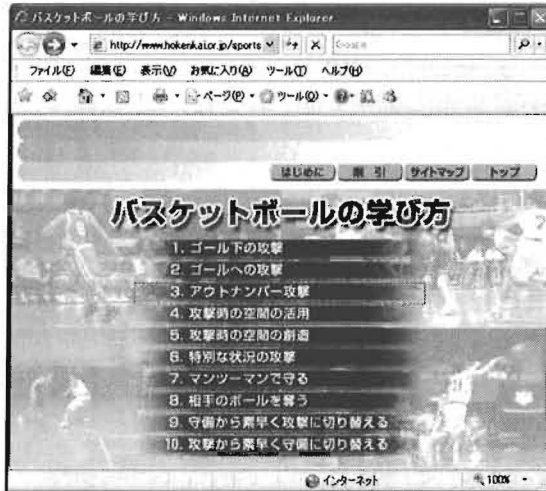 バスケットボールの学び方 - Windows Internet Explorer
http://www.hokenkai.or.jp/sports
Google
ファイル(F) 編集(E) 表示(V) お気に入り(A) ツール(T) ヘルプ(H)
ページ(P) ツール(O)
はじめに 索引 サイトマップ トップ
バスケットボールの学び方
1. ゴール下の攻撃
2. ゴールへの攻撃
3. アウトナンバー攻撃
4. 攻撃時の空間の活用
5. 攻撃時の空間の創造
6. 特別な状況の攻撃
7. マンツーマンで守る
8. 相手のボールを奪う
9. 守備から素早く攻撃に切り替える
10. 攻撃から素早く守備に切り替える
インターネット 100%